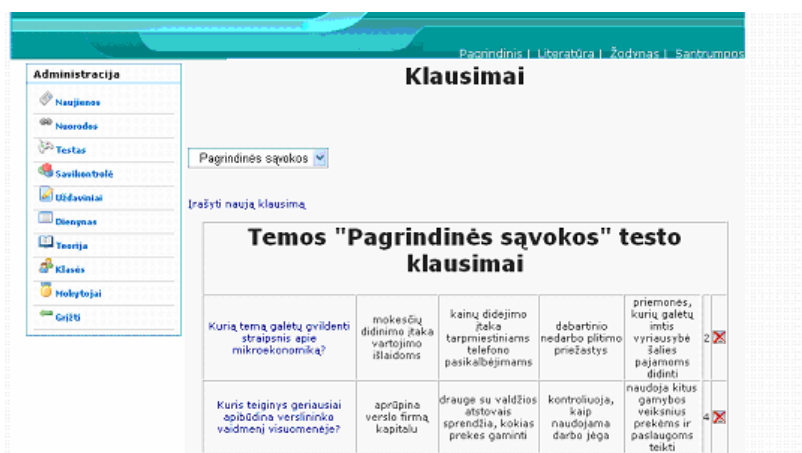 Pagrindinis | Literatūra | Žodynas | Santrumpos
Administracija
Naujienos
Nuorodos
Testas
Savikontrolė
Uždaviniai
Dienynas
Teorija
Klasės
Mokytojai
Grįžti
Klausimai
Pagrindinės sąvokos
Įrašyti naują klausimą
Temos "Pagrindinės sąvokos" testo
klausimai
Kurią temą galėtų gvildenti
straipsnis apie
mikroekonomiką?
mokesčių
didinimo įtaka
vartojimo
išlaidoms
kainų didėjimo
įtaka
tarpmiestiniams
telefono
pasikalbėjimams
dabartinio
nedarbo plitimo
priežastys
priemonės,
kurių galėtų
imtis
vyriausybė
šalies
pajamoms
didinti
2
Kuris teiginys geriausiai
apibūdina verslininko
vaidmenį visuomenėje?
aprūpina
verslo firmą
kapitalu
drauge su valdžios
atstovais
sprendžia, kokias
prekes gaminti
kontroliuoja,
kaip
naudojama
darbo jėga
naudoja kitus
gamybos
veiksnius
prekėms ir
paslaugoms
teikti
4